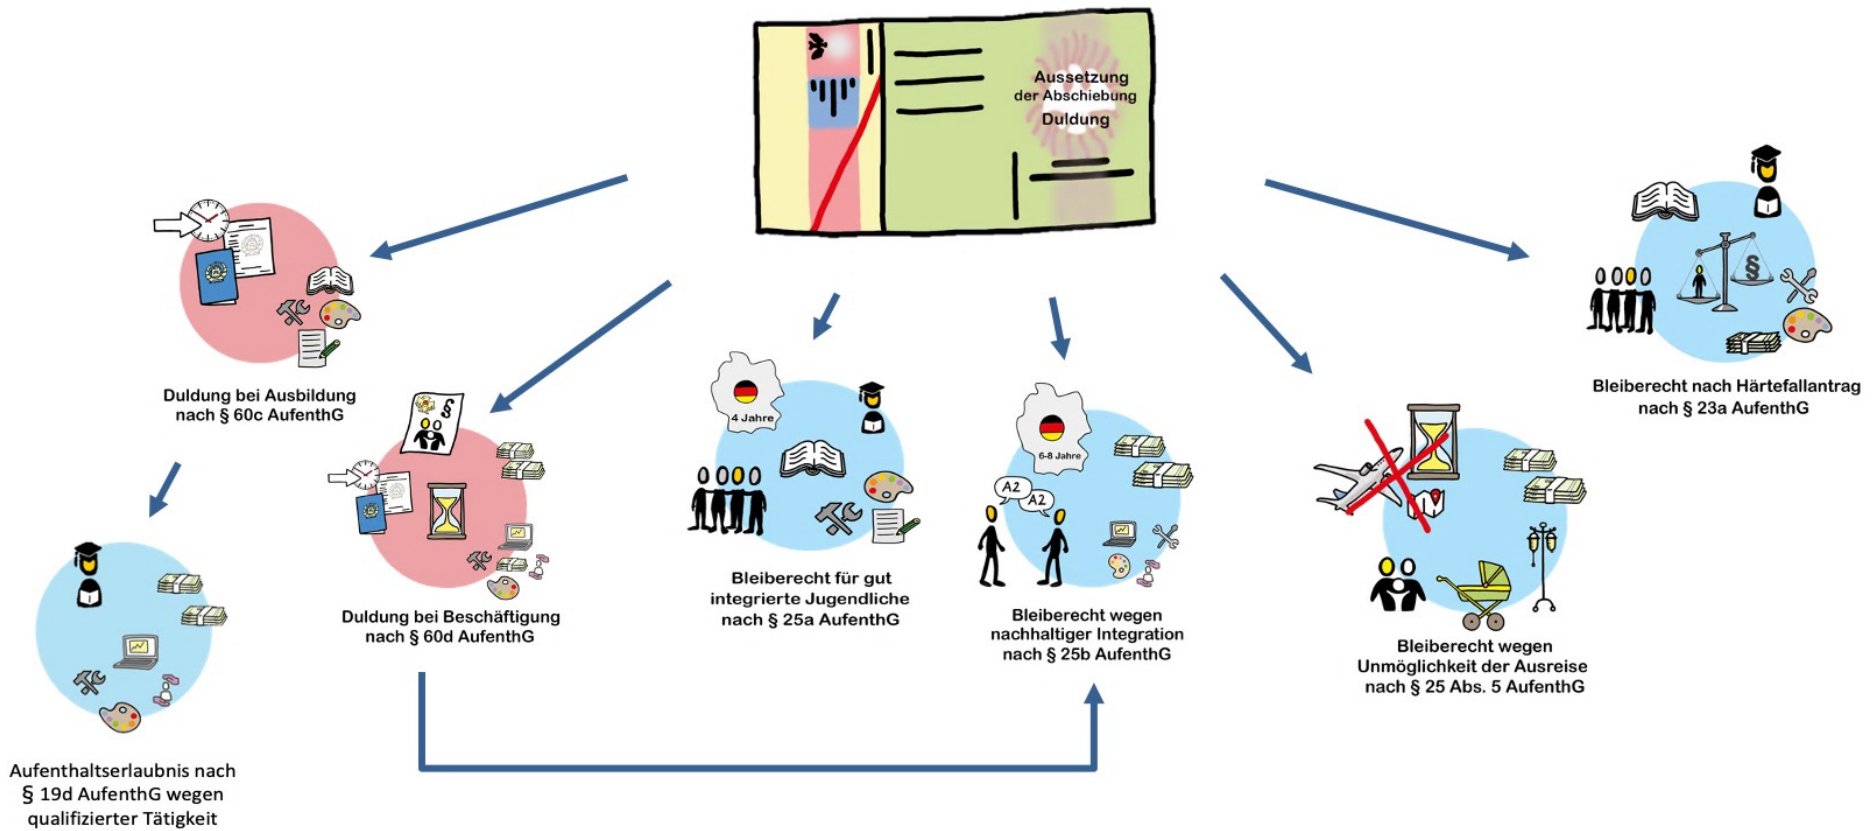 Aussetzung
der Abschiebung
Duldung
Duldung bei Ausbildung
nach § 60c AufenthG
§
Duldung bei Beschäftigung
nach § 60d AufenthG
4 Jahre
Bleiberecht für gut
integrierte Jugendliche
nach § 25a AufenthG
6-8 Jahre
A2
A2
Bleiberecht wegen
nachhaltiger Integration
nach § 25b AufenthG
Bleiberecht wegen
Unmöglichkeit der Ausreise
nach § 25 Abs. 5 AufenthG
§
Bleiberecht nach Härtefallantrag
nach § 23a AufenthG
Aufenthaltserlaubnis nach
§ 19d AufenthG wegen
qualifizierter Tätigkeit